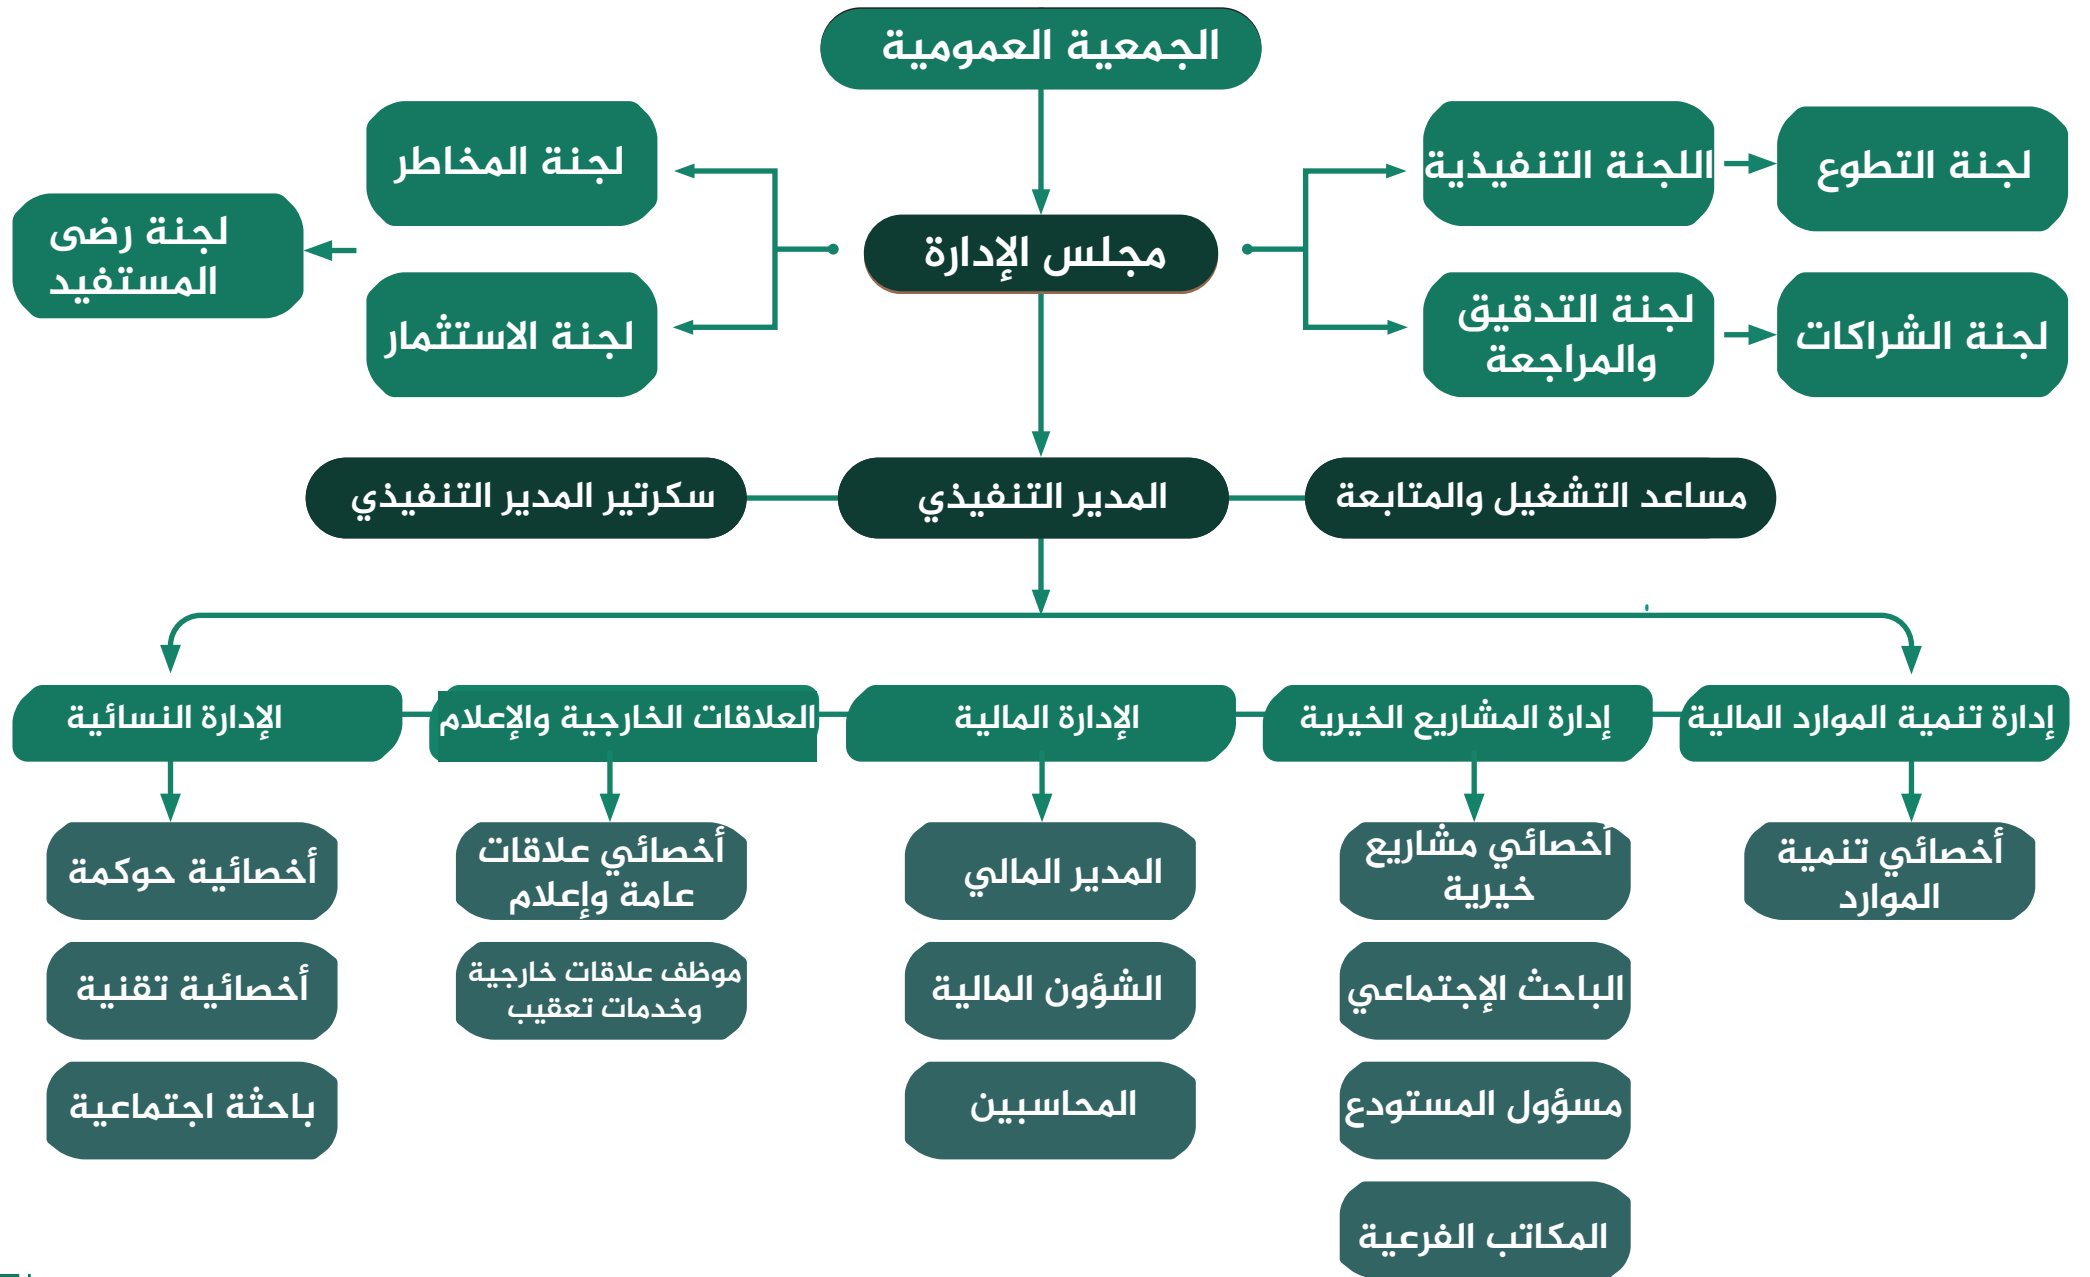 الجمعية العمومية
لجنة التطوع
اللجنة التنفيذية
لجنة المخاطر
مجلس الإدارة
لجنة رضى
المستفيد
لجنة الشراكات
لجنة التدقيق
والمراجعة
لجنة الاستثمار
مساعد التشغيل والمتابعة
المدير التنفيذي
سكرتير المدير التنفيذي
إدارة تنمية الموارد المالية
إدارة المشاريع الخيرية
الإدارة المالية
العلاقات الخارجية والإعلام
الإدارة النسائية
أخصائي تنمية
الموارد
أخصائي مشاريع
خيرية
الباحث الإجتماعي
مسؤول المستودع
المكاتب الفرعية
المدير المالي
الشؤون المالية
المحاسبين
أخصائي علاقات
عامة وإعلام
موظف علاقات خارجية
وخدمات تعقيب
أخصائية حوكمة
أخصائية تقنية
باحثة اجتماعية